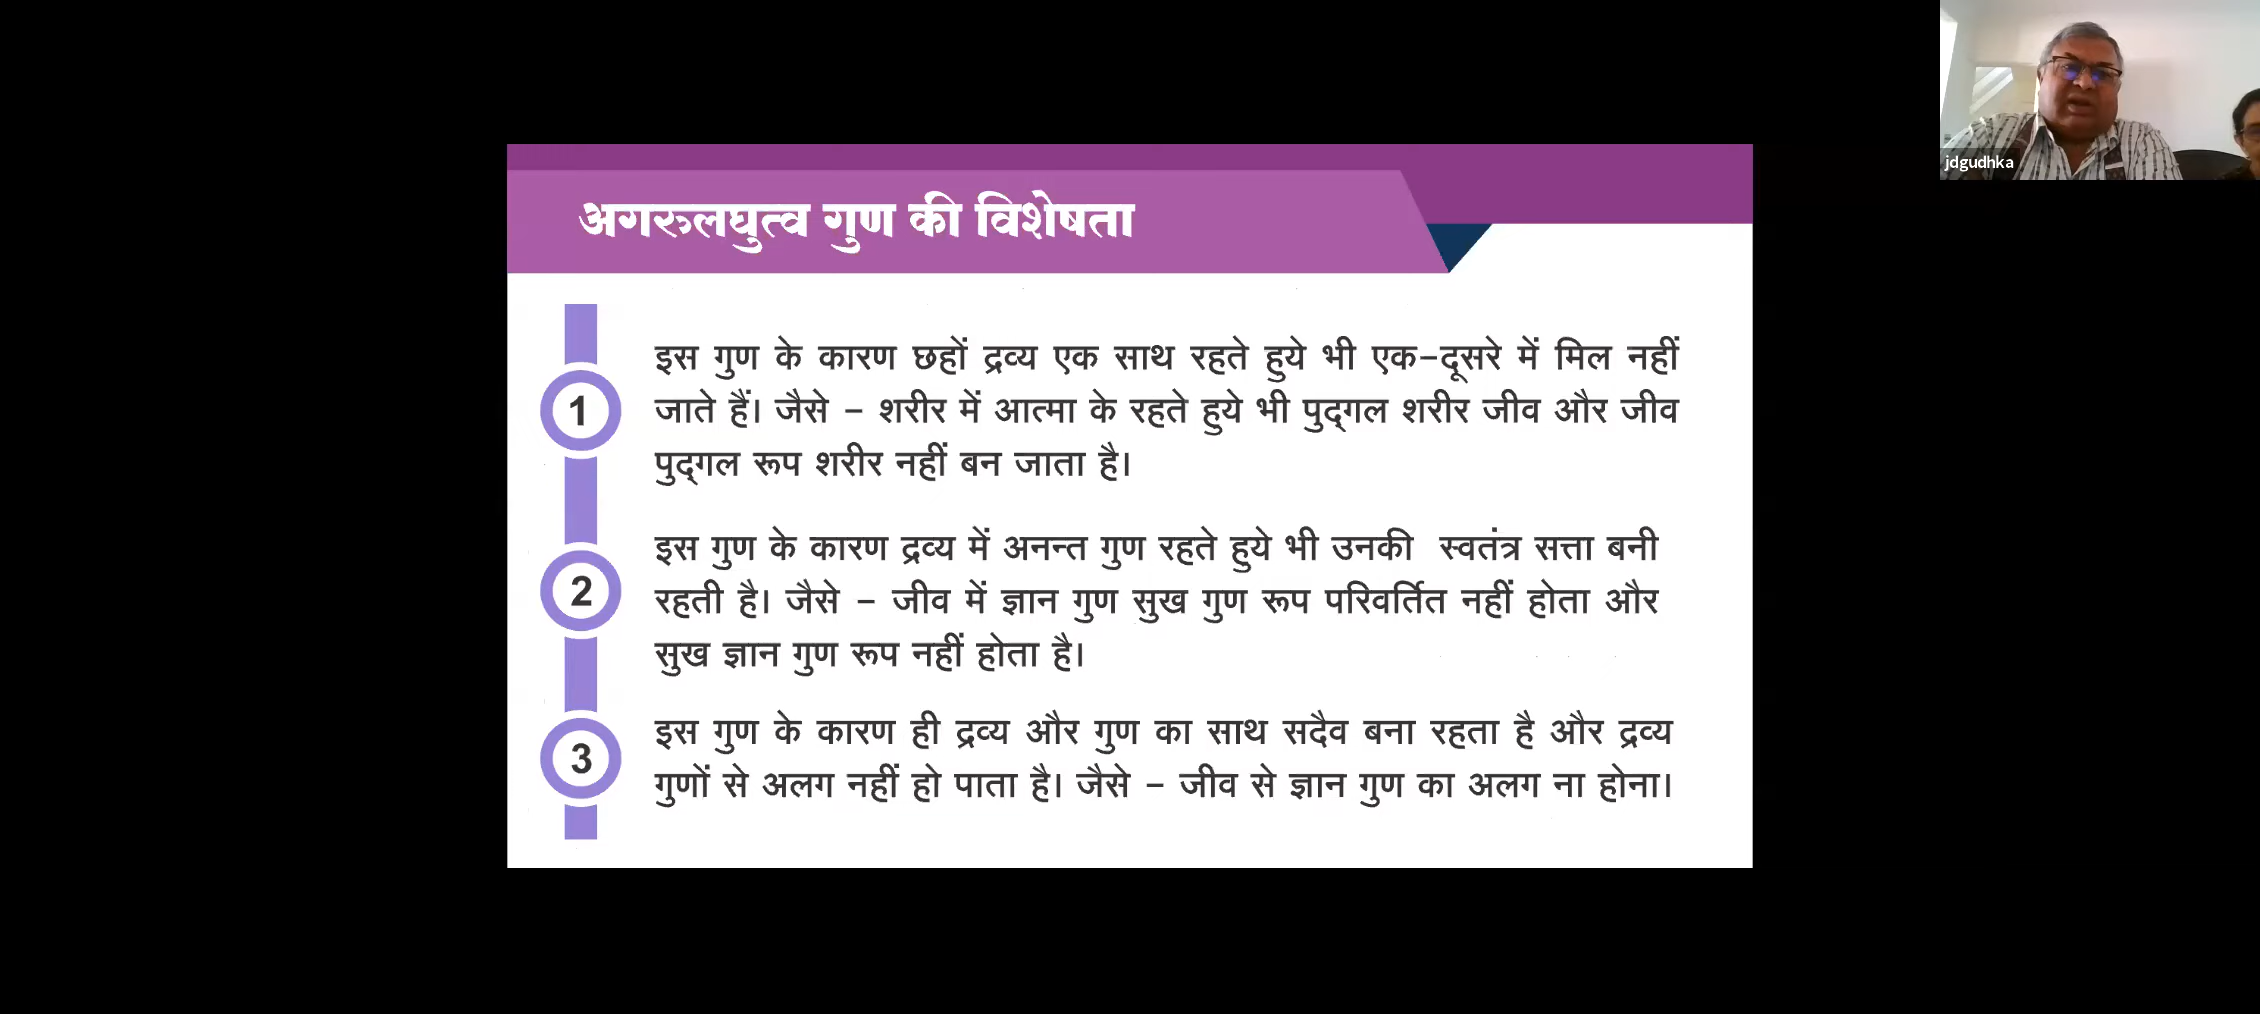 jdgudhka
अगरुलघुत्व गुण की विशेषता
1
इस गुण के कारण छहों द्रव्य एक साथ रहते हुये भी एक-दूसरे में मिल नहीं
जाते हैं। जैसे - शरीर में आत्मा के रहते हुये भी पुद्गल शरीर जीव और जीव
पुद्गल रूप शरीर नहीं बन जाता है।
2
इस गुण के कारण द्रव्य में अनन्त गुण रहते हुये भी उनकी स्वतंत्र सत्ता बनी
रहती है। जैसे - जीव में ज्ञान गुण सुख गुण रूप परिवर्तित नहीं होता और
सुख ज्ञान गुण रूप नहीं होता है।
3
इस गुण के कारण ही द्रव्य और गुण का साथ सदैव बना रहता है और द्रव्य
गुणों से अलग नहीं हो पाता है। जैसे - जीव से ज्ञान गुण का अलग ना होना।